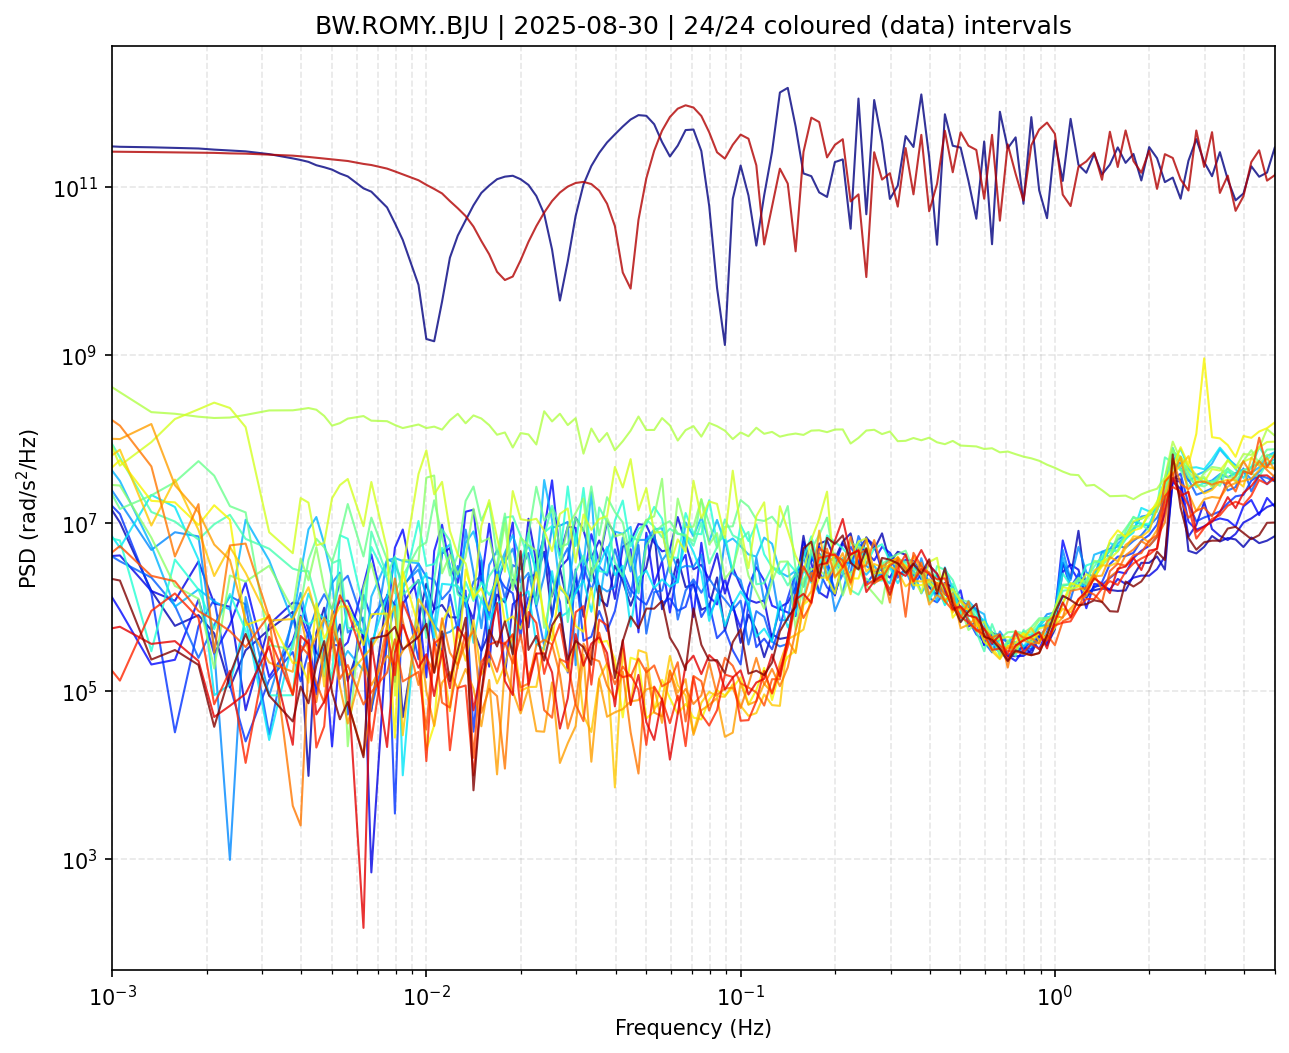 BW.ROMY..BJU | 2025-08-30 | 24/24 coloured (data) intervals
PSD (rad/s²/Hz)
10¹¹
10⁹
10⁷
10⁵
10³
10⁻³ 10⁻² 10⁻¹ 10⁰
Frequency (Hz)